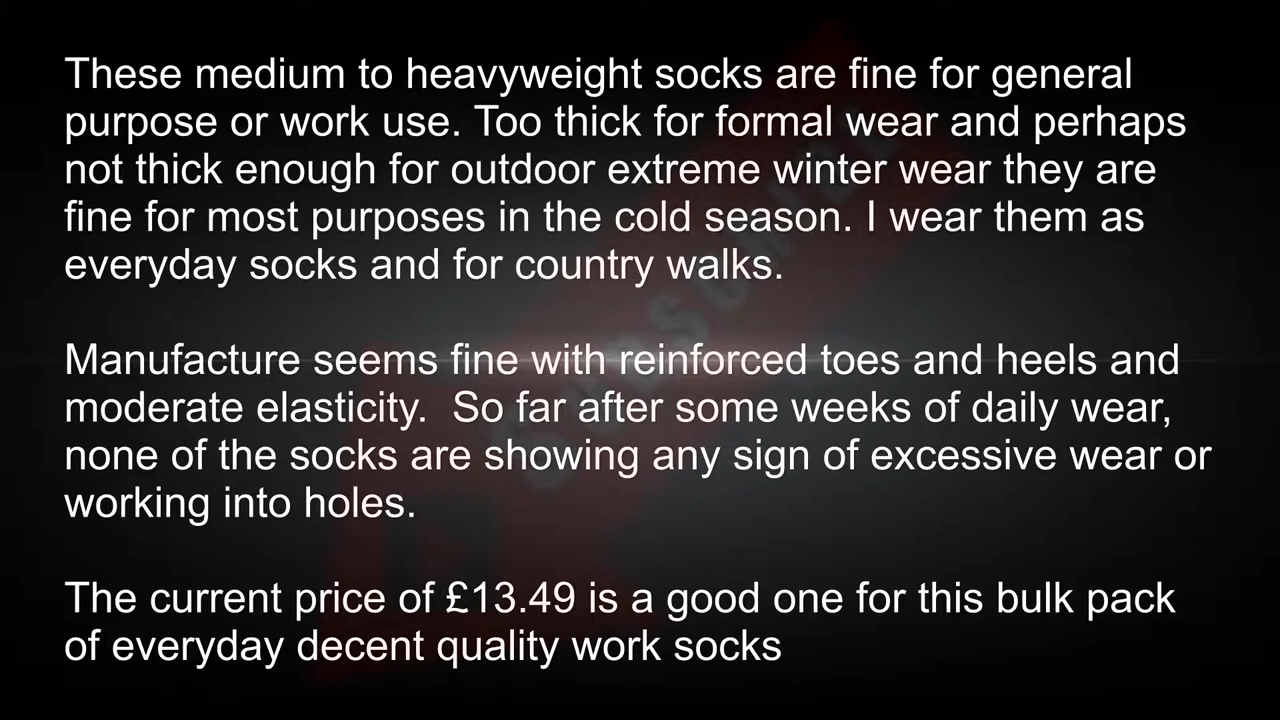 These medium to heavyweight socks are fine for general
purpose or work use. Too thick for formal wear and perhaps
not thick enough for outdoor extreme winter wear they are
fine for most purposes in the cold season. I wear them as
everyday socks and for country walks.
Manufacture seems fine with reinforced toes and heels and
moderate elasticity.  So far after some weeks of daily wear,
none of the socks are showing any sign of excessive wear or
working into holes.
The current price of £13.49 is a good one for this bulk pack
of everyday decent quality work socks